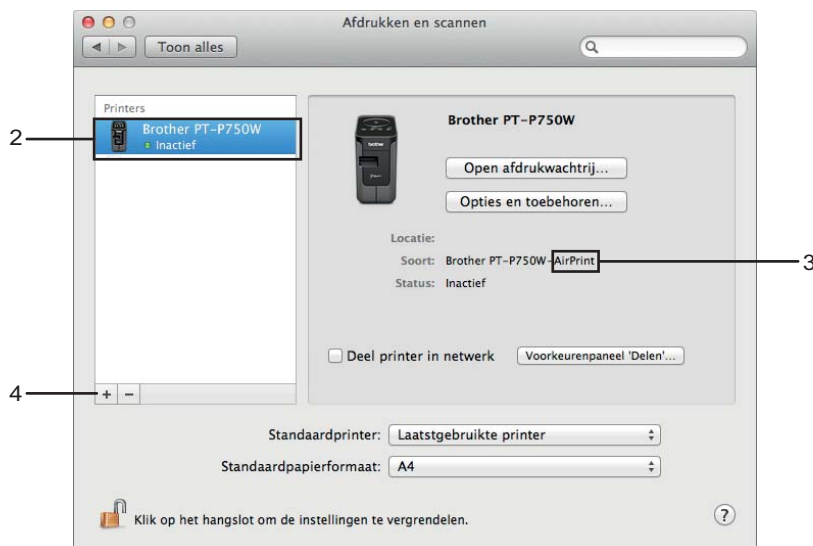 Afdrukken en scannen
Toon alles
Printers
2
Brother PT-P750W
Inactief
Brother PT-P750W
Open afdrukwachtrij...
Opties en toebehoren...
Locatie:
Soort: Brother PT-P750W-AirPrint
3
Status: Inactief
Deel printer in netwerk Voorkeurenpaneel 'Delen'...
4 + −
Standaardprinter: Laatstgebruikte printer
Standaardpapierformaat: A4
Klik op het hangslot om de instellingen te vergrendelen. ?